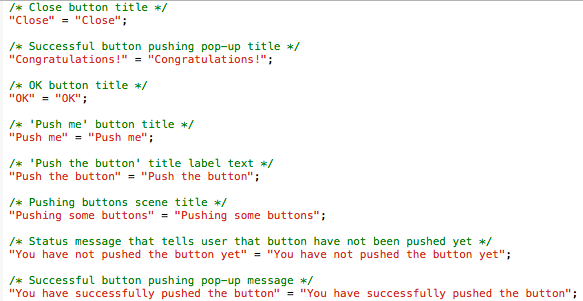 /* Close button title */
"Close" = "Close";
/* Successful button pushing pop-up title */
"Congratulations!" = "Congratulations!";
/* OK button title */
"OK" = "OK";
/* 'Push me' button title */
"Push me" = "Push me";
/* 'Push the button' title label text */
"Push the button" = "Push the button";
/* Pushing buttons scene title */
"Pushing some buttons" = "Pushing some buttons";
/* Status message that tells user that button have not been pushed yet */
"You have not pushed the button yet" = "You have not pushed the button yet";
/* Successful button pushing pop-up message */
"You have successfully pushed the button" = "You have successfully pushed the button";